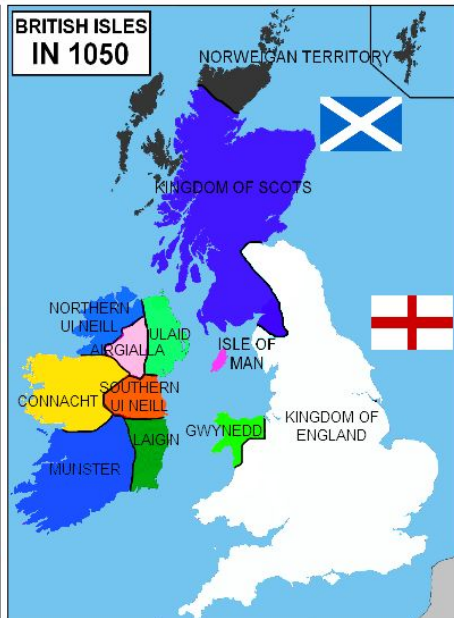 BRITISH ISLES
IN 1050
NORWEIGAN TERRITORY
KINGDOM OF SCOTS
NORTHERN
UI NEILL
ULAID
AIRGIALLA
ISLE OF
MAN
SOUTHERN
UI NEILL
CONNACHT
GWYNEDD
KINGDOM OF
ENGLAND
LAIGIN
MUNSTER